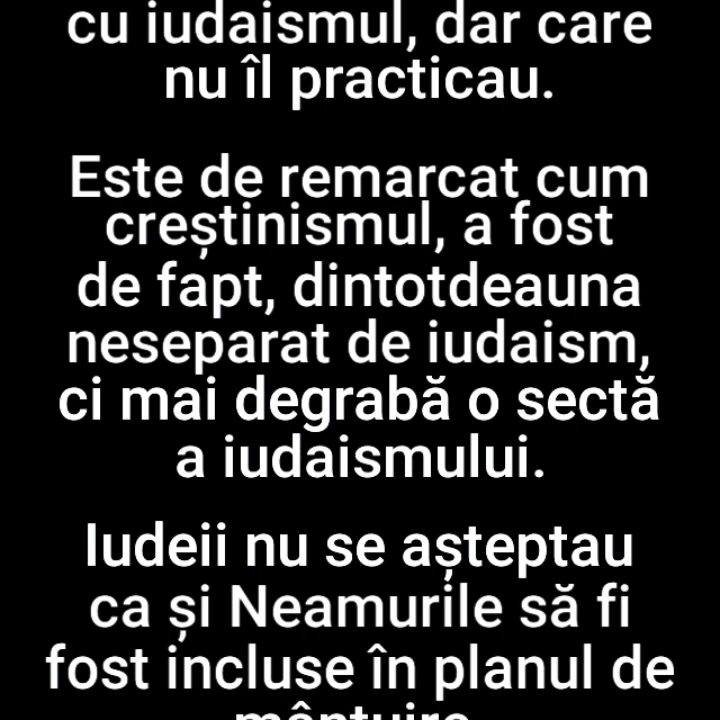 cu iudaismul, dar care
nu îl practicau.
Este de remarcat cum
creștinismul, a fost
de fapt, dintotdeauna
neseparat de iudaism,
ci mai degrabă o sectă
a iudaismului.
Iudeii nu se așteptau
ca și Neamurile să fi
fost incluse în planul de
mântuire